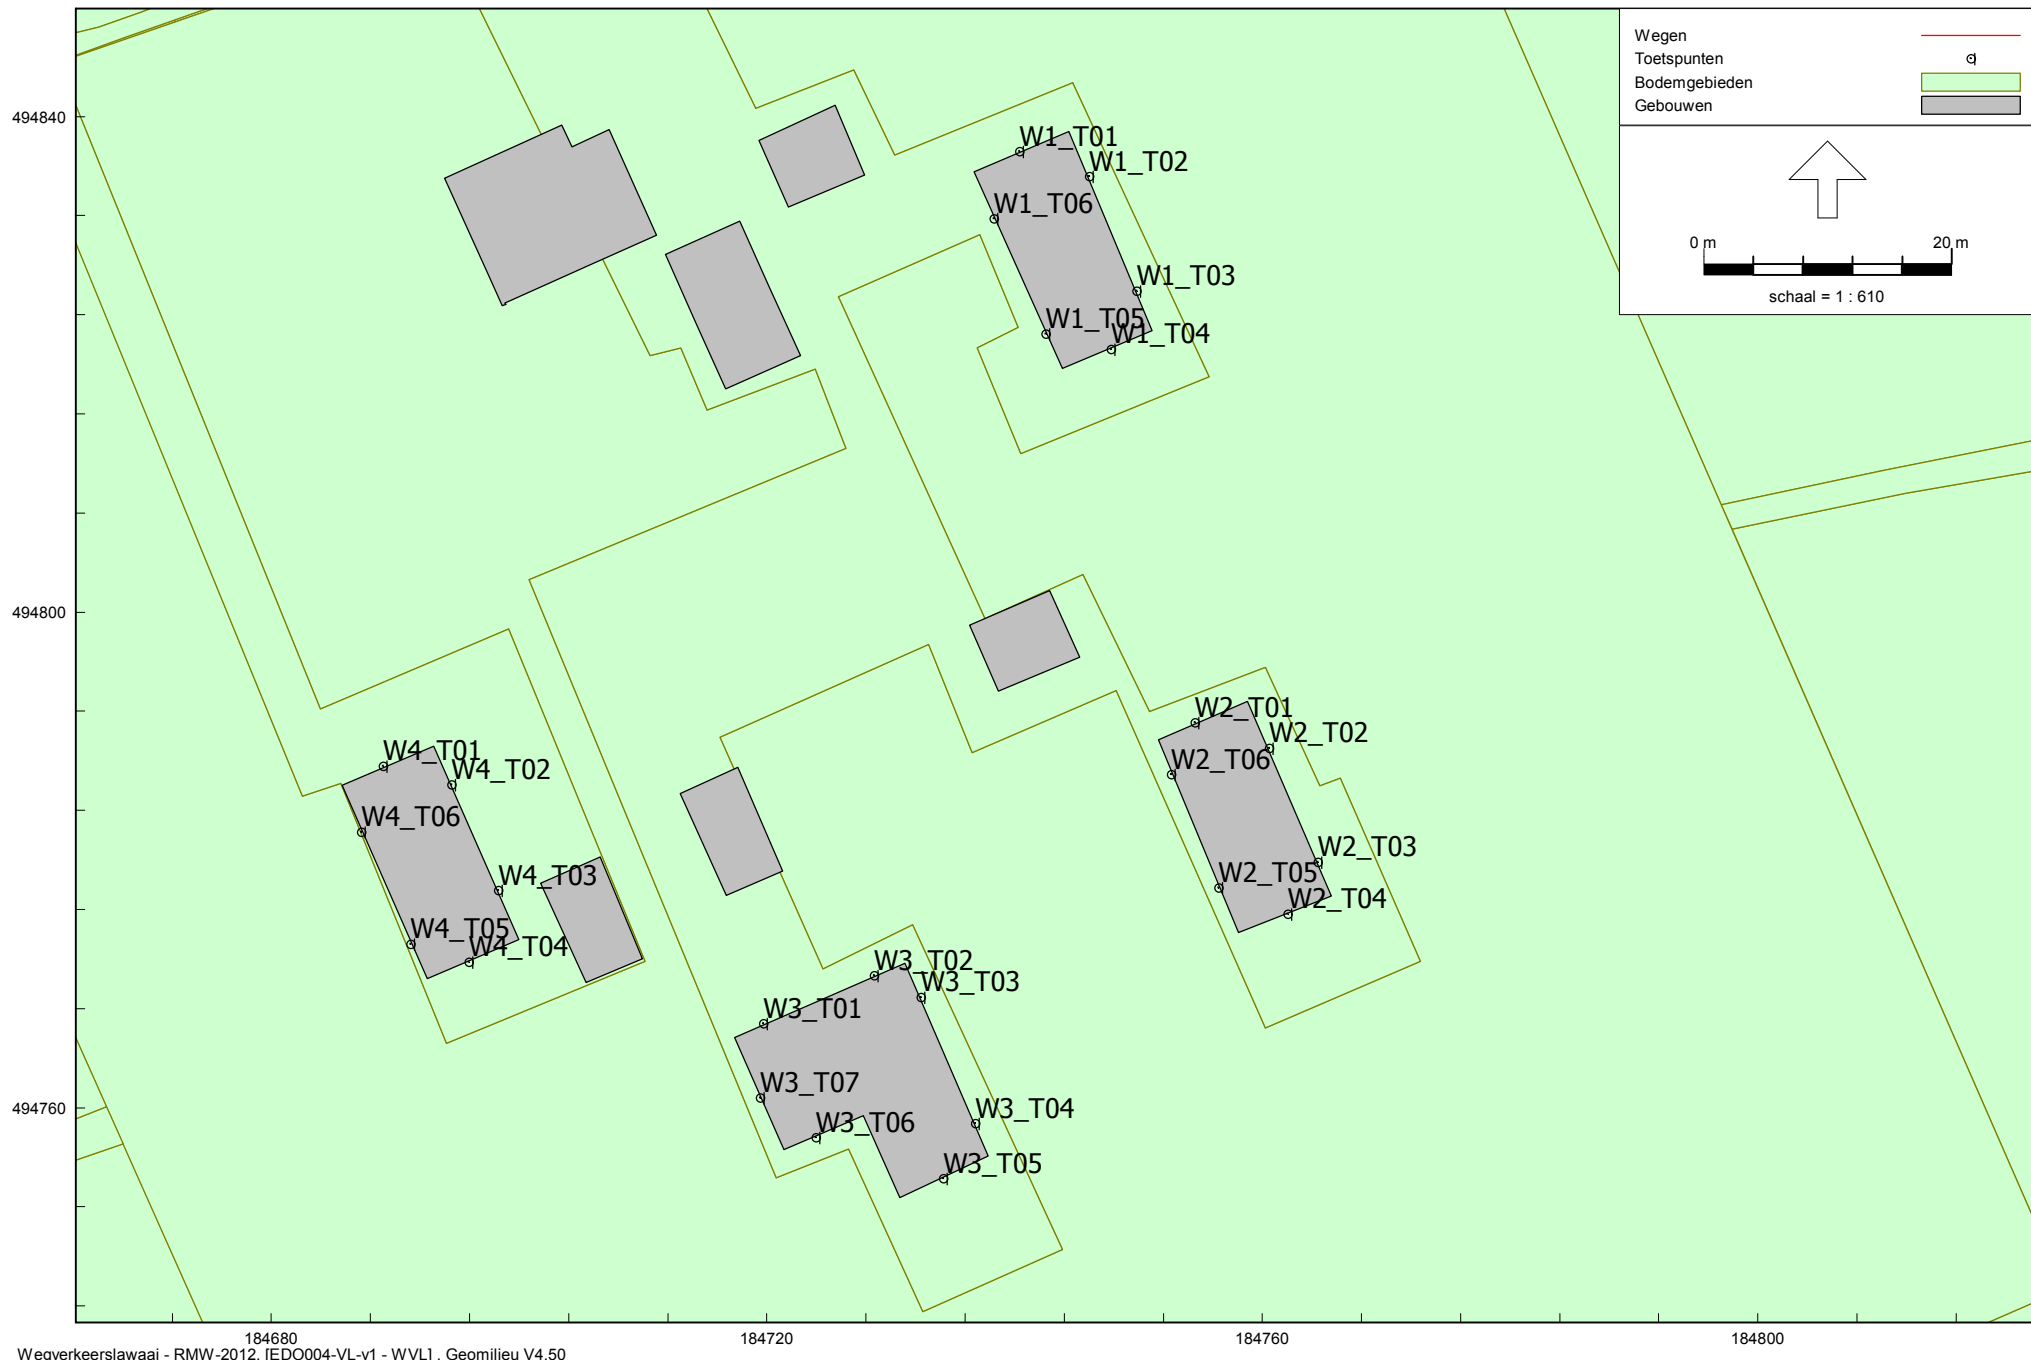 Wegen
Toetspunten
Bodemgebieden
Gebouwen
0 m 20 m
schaal = 1 : 610
494840
494800
494760
W1_T01
W1_T02
W1_T06
W1_T03
W1_T05
W1_T04
W2_T01
W2_T02
W2_T06
W2_T03
W2_T05
W2_T04
W4_T01
W4_T02
W4_T06
W4_T03
W4_T05
W4_T04
W3_T02
W3_T03
W3_T01
W3_T07
W3_T04
W3_T06
W3_T05
184680 184720 184760 184800
Wegverkeerslawaai - RMW-2012, [EDO004-VL-v1 - WVL] , Geomilieu V4.50